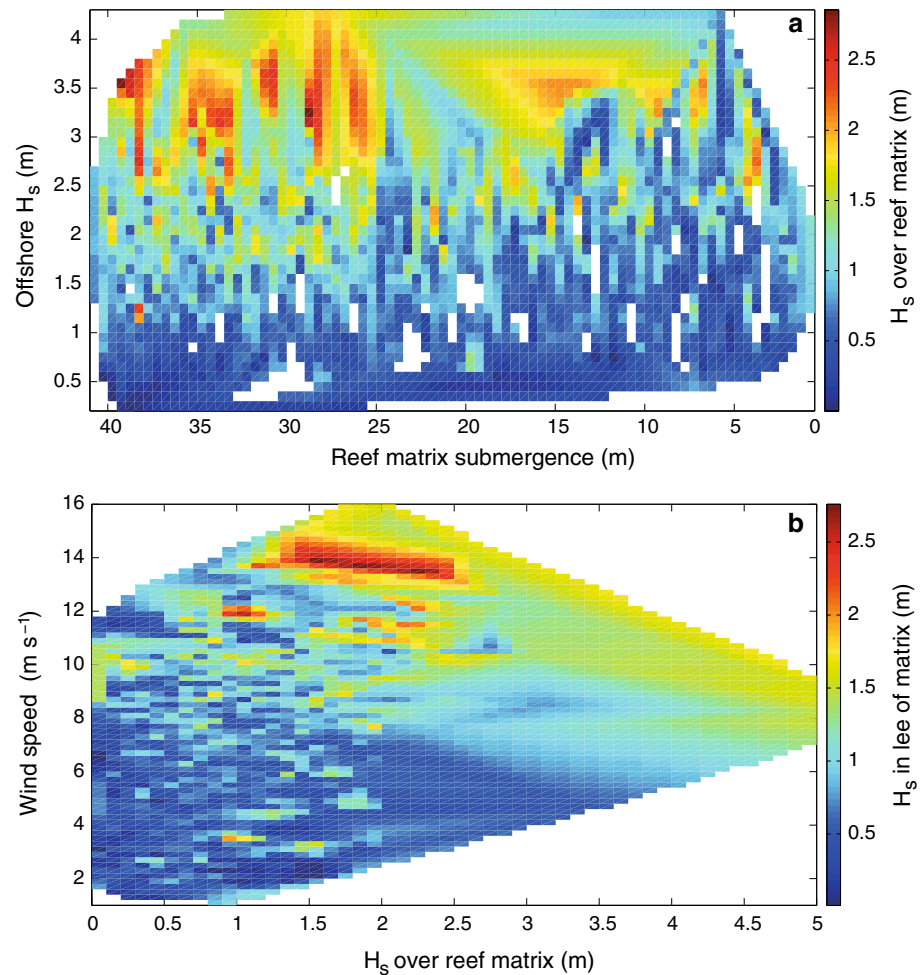 a
4
3.5
3
2.5
2
1.5
1
0.5
Offshore Hs (m)
40 35 30 25 20 15 10 5 0
Reef matrix submergence (m)
2.5
2
1.5
1
0.5
Hs over reef matrix (m)
b
16
14
12
10
8
6
4
2
Wind speed (m s⁻¹)
0 0.5 1 1.5 2 2.5 3 3.5 4 4.5 5
Hs over reef matrix (m)
2.5
2
1.5
1
0.5
Hs in lee of matrix (m)